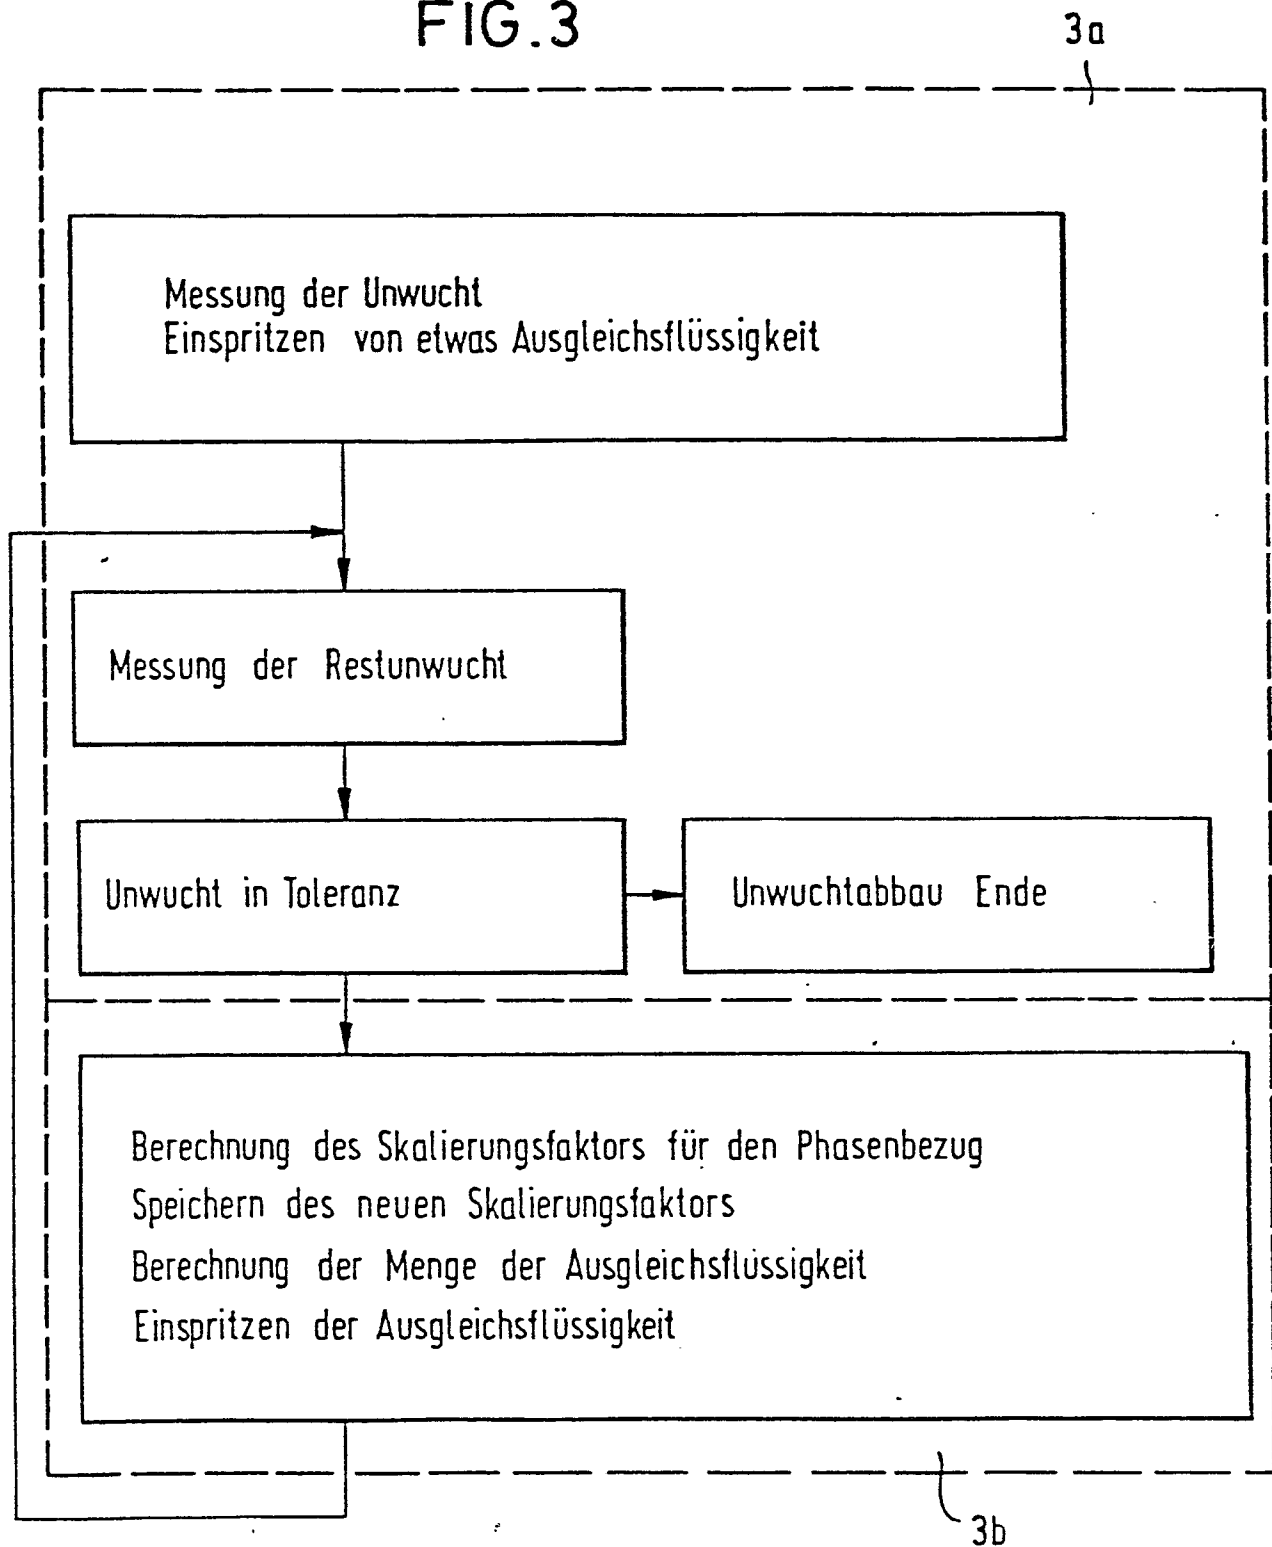 FIG.3
3a
Messung der Unwucht
Einspritzen von etwas Ausgleichsflüssigkeit
Messung der Restunwucht
Unwucht in Toleranz
Unwuchtabbau Ende
Berechnung des Skalierungsfaktors für den Phasenbezug
Speichern des neuen Skalierungsfaktors
Berechnung der Menge der Ausgleichsflüssigkeit
Einspritzen der Ausgleichsflüssigkeit
3b